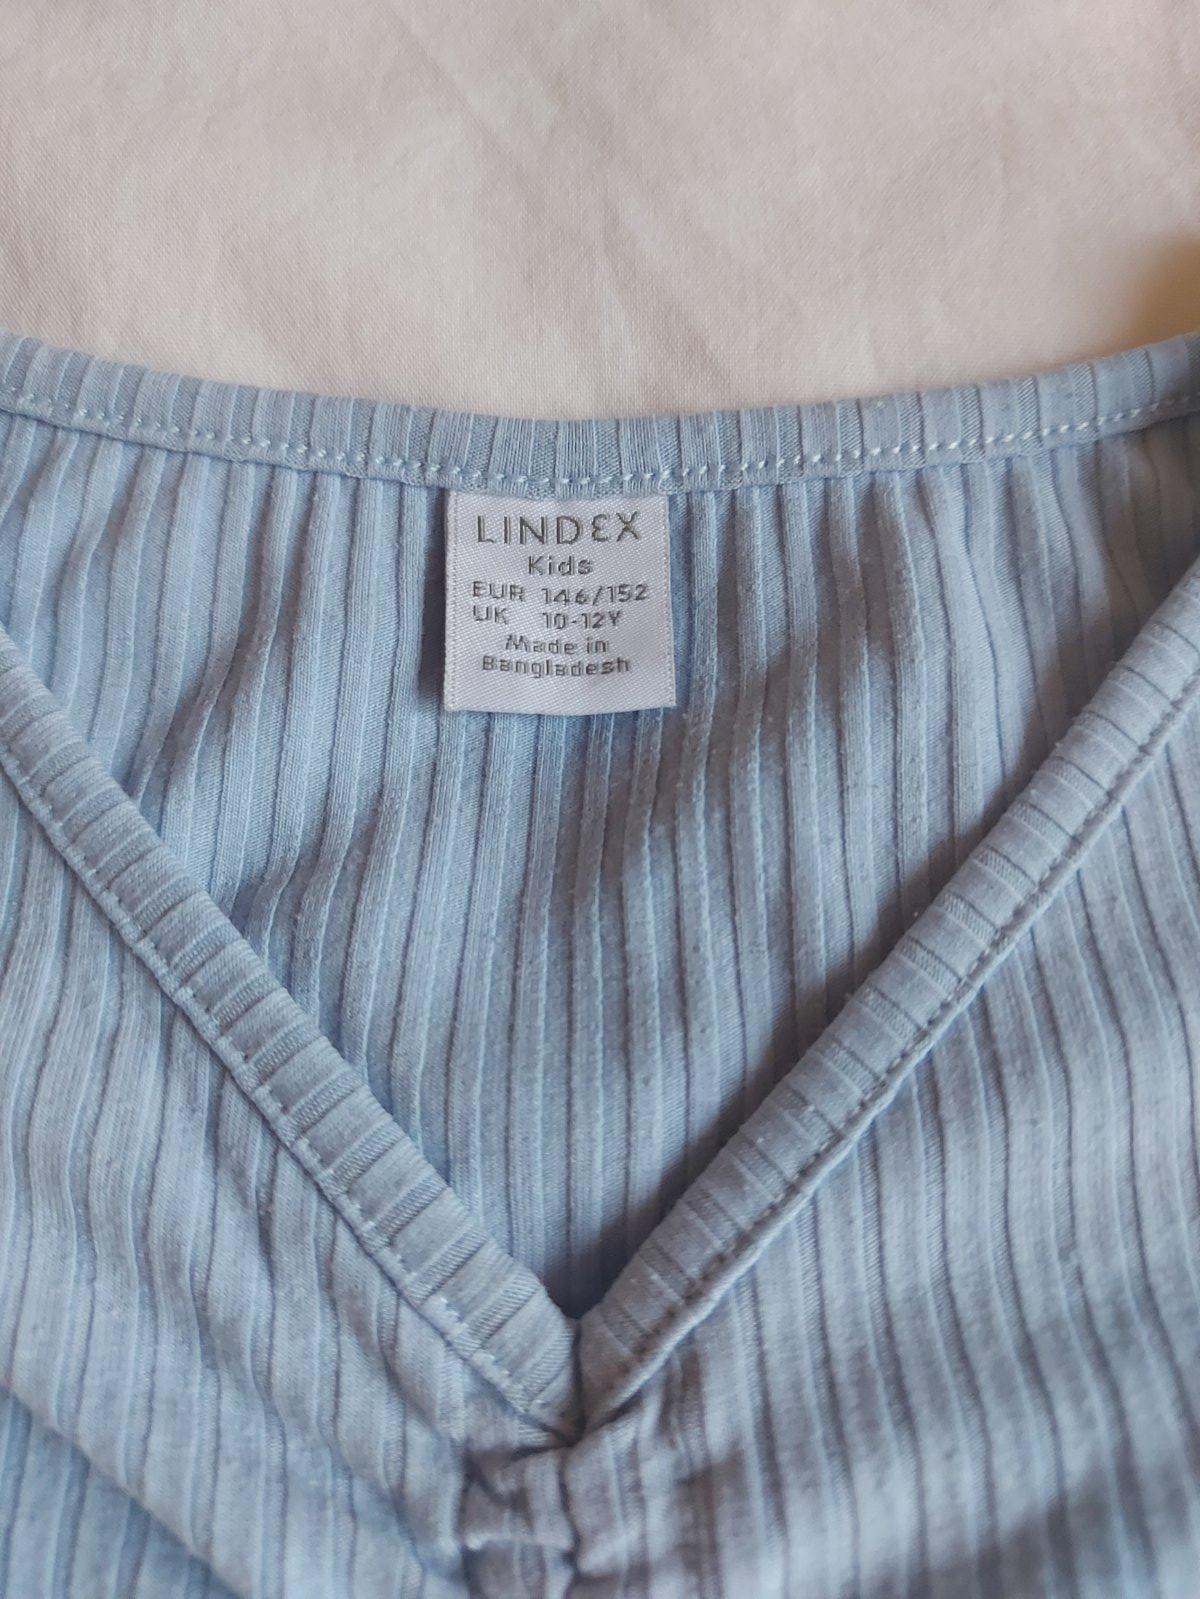 LINDEX
Kids
EUR 146/152
UK 10-12Y
Made in
Bangladesh